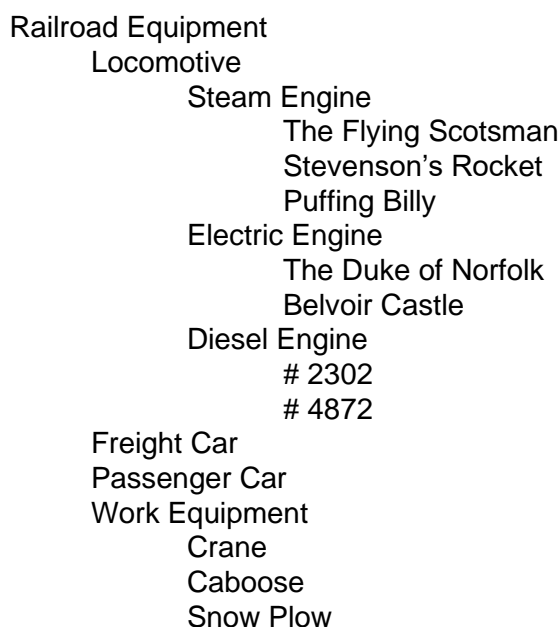 Railroad Equipment
Locomotive
Steam Engine
The Flying Scotsman
Stevenson’s Rocket
Puffing Billy
Electric Engine
The Duke of Norfolk
Belvoir Castle
Diesel Engine
# 2302
# 4872
Freight Car
Passenger Car
Work Equipment
Crane
Caboose
Snow Plow